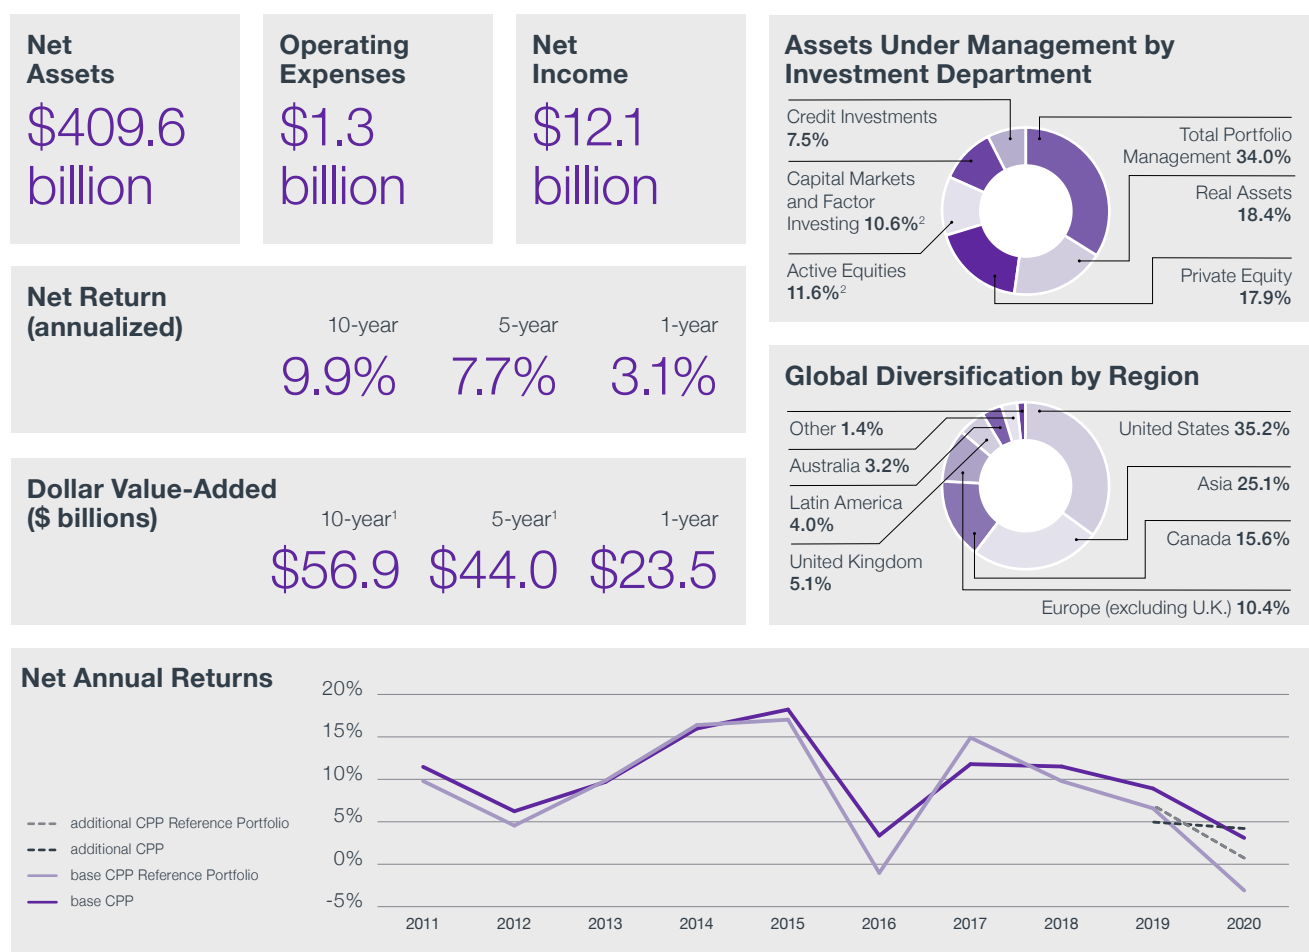 Net
Assets
$409.6
billion
Operating
Expenses
$1.3
billion
Net
Income
$12.1
billion
Net Return
(annualized)
10-year
5-year
1-year
9.9%
7.7%
3.1%
Dollar Value-Added
($ billions)
10-year¹
5-year¹
1-year
$56.9
$44.0
$23.5
Assets Under Management by
Investment Department
Credit Investments
7.5%
Capital Markets
and Factor
Investing 10.6%²
Active Equities
11.6%²
Total Portfolio
Management 34.0%
Real Assets
18.4%
Private Equity
17.9%
Global Diversification by Region
Other 1.4%
Australia 3.2%
Latin America
4.0%
United Kingdom
5.1%
United States 35.2%
Asia 25.1%
Canada 15.6%
Europe (excluding U.K.) 10.4%
Net Annual Returns
20%
15%
10%
5%
0%
-5%
additional CPP Reference Portfolio
additional CPP
base CPP Reference Portfolio
base CPP
2011
2012
2013
2014
2015
2016
2017
2018
2019
2020